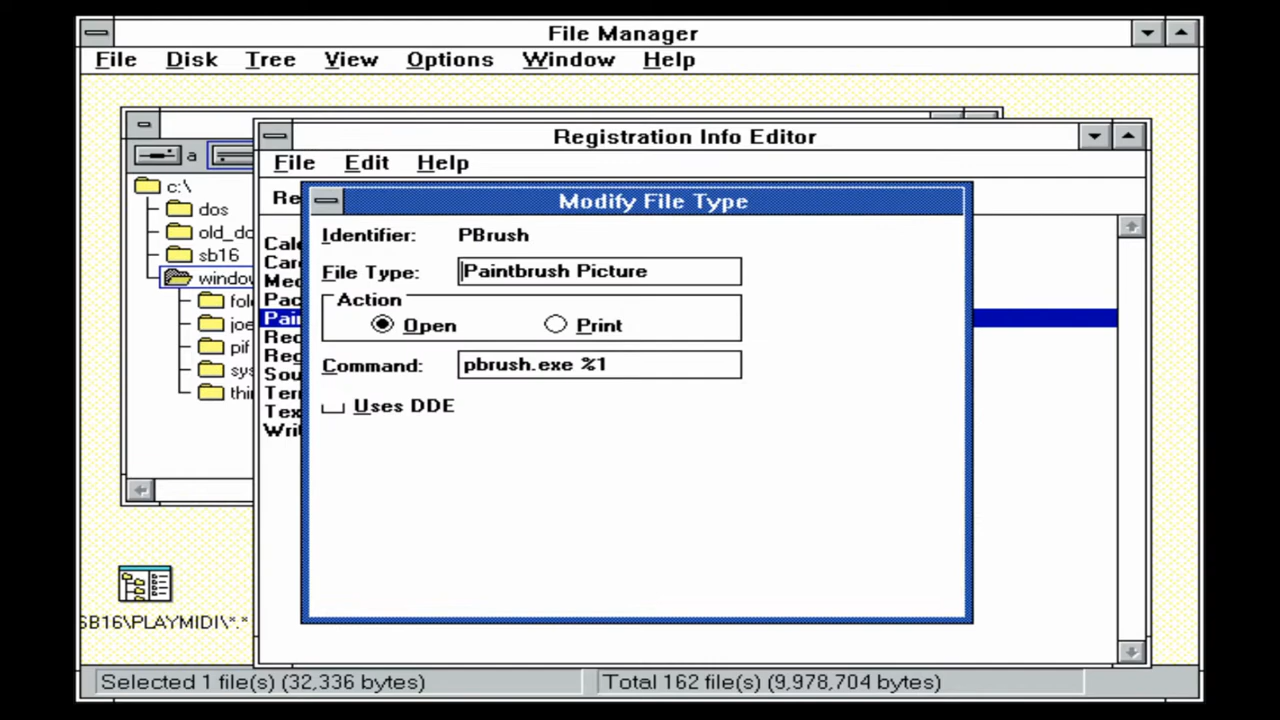 File Manager
File Disk Tree View Options Window Help
Registration Info Editor
a
File Edit Help
c:\
Modify File Type
dos
Identifier: PBrush
sb16
File Type: Paintbrush Picture
Action
Open Print
Command: pbrush.exe %1
Uses DDE
SB16\PLAYMIDI\*.*
Selected 1 file(s) (32,336 bytes) Total 162 file(s) (9,978,704 bytes)